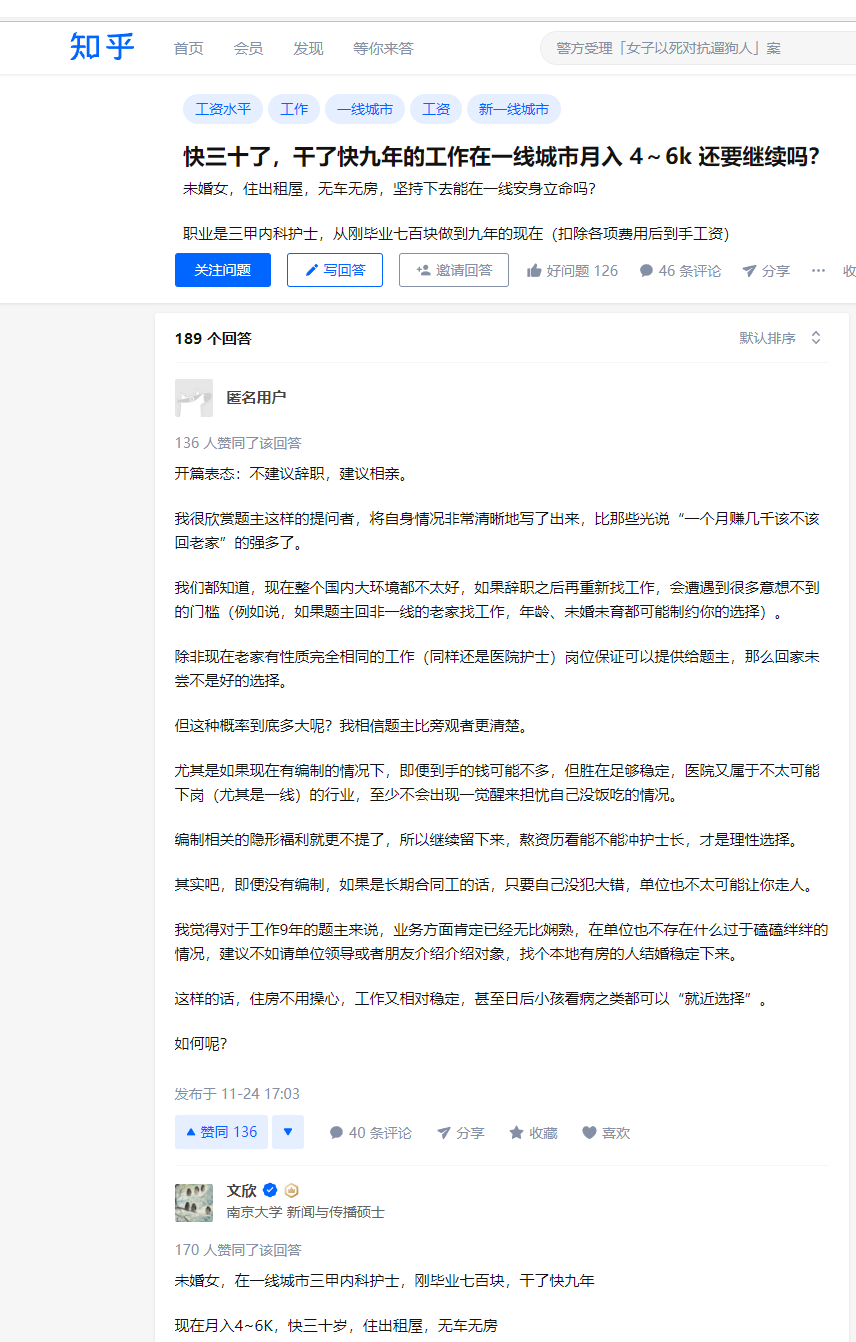 知乎 首页 会员 发现 等你来答 警方受理「女子以死对抗遛狗人」案
工资水平 工作 一线城市 工资 新一线城市
快三十了，干了快九年的工作在一线城市月入 4～6k 还要继续吗？
未婚女，住出租屋，无车无房，坚持下去能在一线安身立命吗？
职业是三甲内科护士，从刚毕业七百块做到九年的现在（扣除各项费用后到手工资）
关注问题 写回答 邀请回答 好问题 126 46 条评论 分享 ··· 收
189 个回答 默认排序
匿名用户
136 人赞同了该回答
开篇表态：不建议辞职，建议相亲。
我很欣赏题主这样的提问者，将自身情况非常清晰地写了出来，比那些光说“一个月赚几千该不该
回老家”的强多了。
我们都知道，现在整个国内大环境都不太好，如果辞职之后再重新找工作，会遭遇到很多意想不到
的门槛（例如说，如果题主回非一线的老家找工作，年龄、未婚未育都可能制约你的选择）。
除非现在老家有性质完全相同的工作（同样还是医院护士）岗位保证可以提供给题主，那么回家未
尝不是好的选择。
但这种概率到底多大呢？我相信题主比旁观者更清楚。
尤其是如果现在有编制的情况下，即便到手的钱可能不多，但胜在足够稳定，医院又属于不太可能
下岗（尤其是一线）的行业，至少不会出现一觉醒来担忧自己没饭吃的情况。
编制相关的隐形福利就更不提了，所以继续留下来，熬资历看能不能冲护士长，才是理性选择。
其实吧，即便没有编制，如果是长期合同工的话，只要自己没犯大错，单位也不太可能让你走人。
我觉得对于工作9年的题主来说，业务方面肯定已经无比娴熟，在单位也不存在什么过于磕磕绊绊的
情况，建议不如请单位领导或者朋友介绍介绍对象，找个本地有房的人结婚稳定下来。
这样的话，住房不用操心，工作又相对稳定，甚至日后小孩看病之类都可以“就近选择”。
如何呢？
发布于 11-24 17:03
赞同 136 40 条评论 分享 收藏 喜欢
文欣
南京大学 新闻与传播硕士
170 人赞同了该回答
未婚女，在一线城市三甲内科护士，刚毕业七百块，干了快九年
现在月入4~6K，快三十岁，住出租屋，无车无房